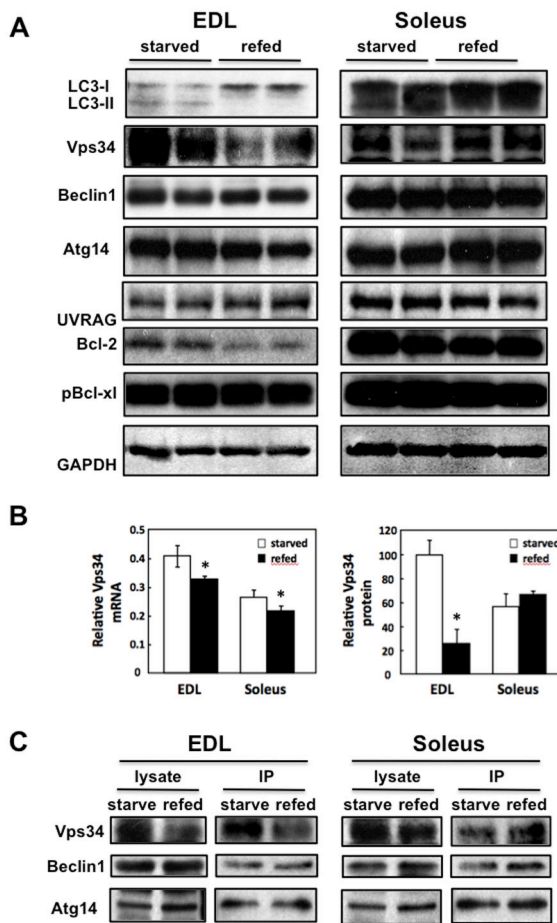 A
EDL Soleus
starved refed starved refed
LC3-I
LC3-II
Vps34
Beclin1
Atg14
UVRAG
Bcl-2
pBcl-xl
GAPDH
B
Relative Vps34 mRNA
0.5
0.4
0.3
0.2
0.1
0
starved
refed
*
*
EDL Soleus
Relative Vps34 protein
120
100
80
60
40
20
0
starved
refed
*
EDL Soleus
C
EDL Soleus
lysate IP lysate IP
starve refed starve refed starve refed starve refed
Vps34
Beclin1
Atg14